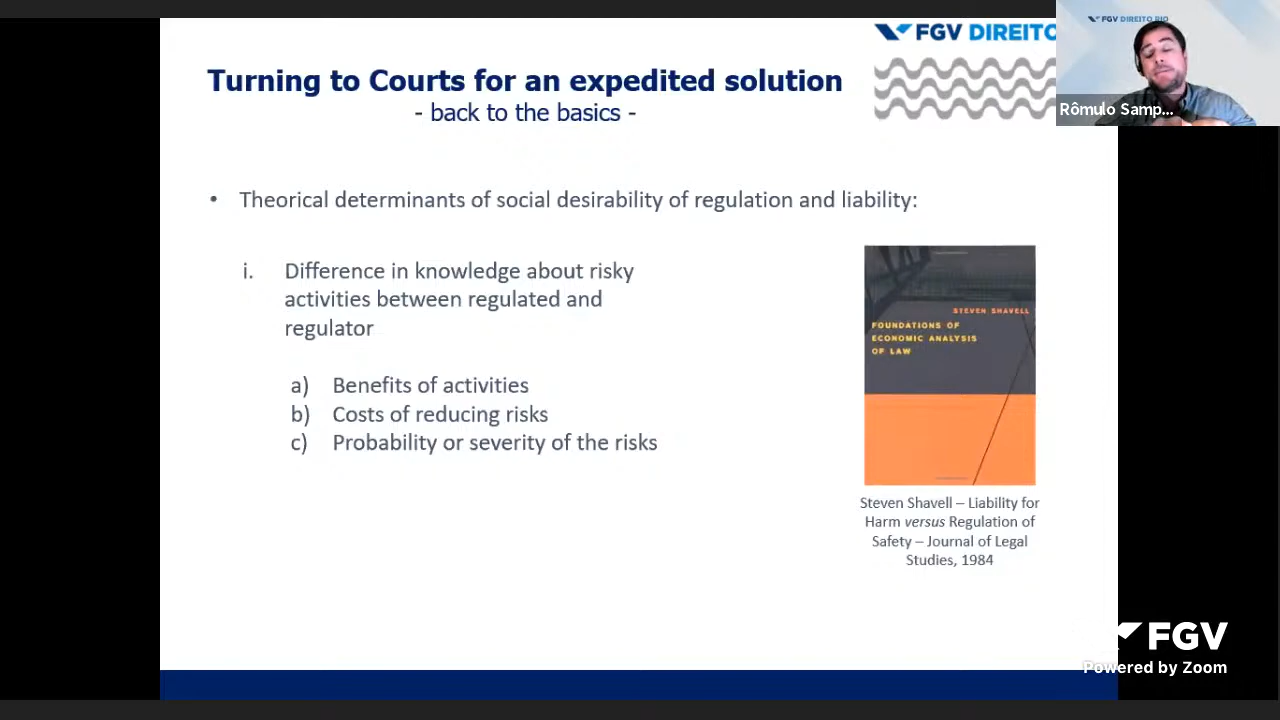 FGV DIREITO
FGV DIREITO RIO
Rômulo Samp...
Turning to Courts for an expedited solution
- back to the basics -
• Theorical determinants of social desirability of regulation and liability:
i. Difference in knowledge about risky
activities between regulated and
regulator
a) Benefits of activities
b) Costs of reducing risks
c) Probability or severity of the risks
STEVEN SHAVELL
FOUNDATIONS OF
ECONOMIC ANALYSIS
OF LAW
Steven Shavell – Liability for
Harm versus Regulation of
Safety – Journal of Legal
Studies, 1984
FGV
Powered by Zoom